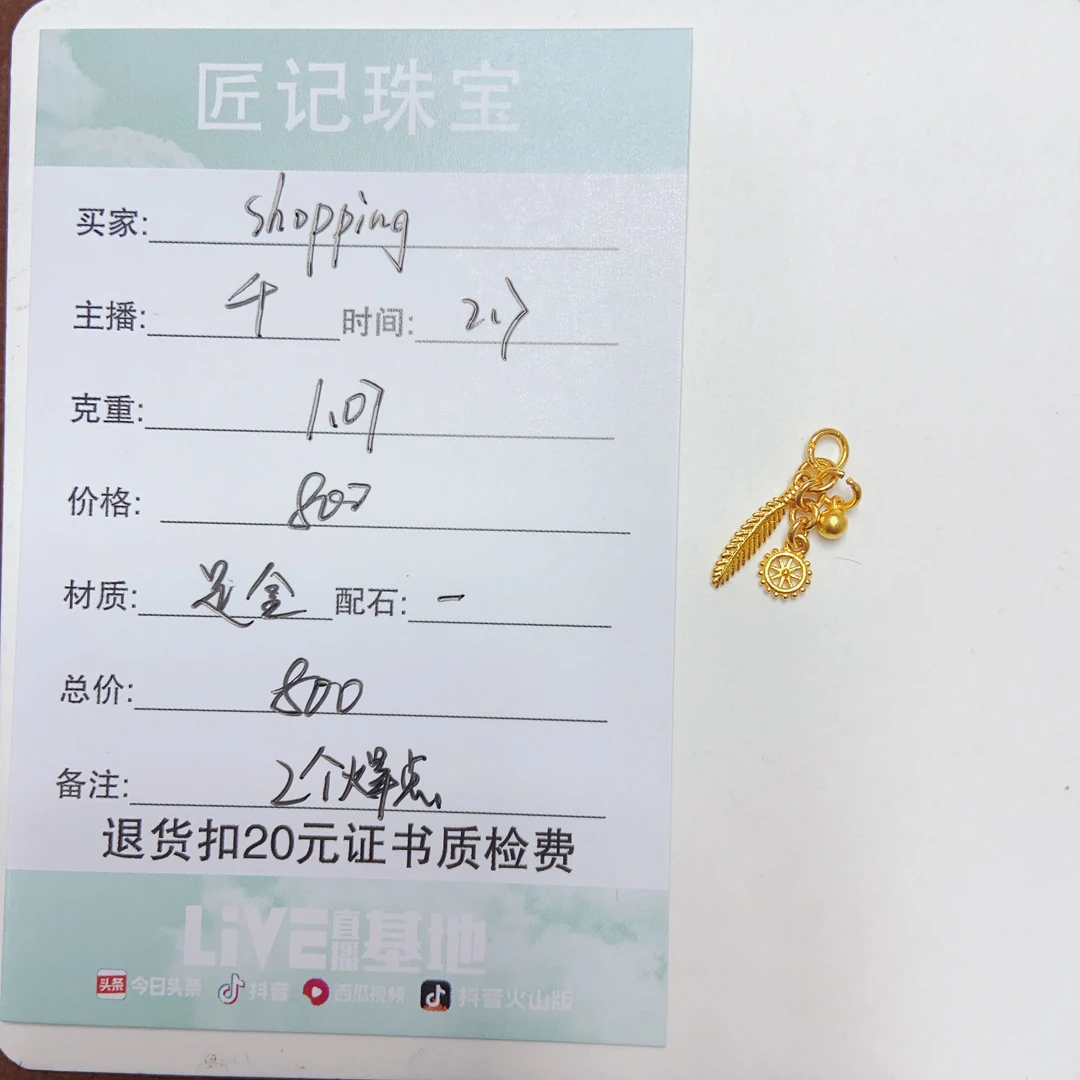 匠记珠宝
买家: shopping
主播: 千 时间: 2.7
克重: 1.07
价格: 807
材质: 足金 配石: 一
总价: 800
备注: 2个爆点
退货扣20元证书质检费
LiVE直播基地
头条 今日头条 抖音 西瓜视频 抖音火山版